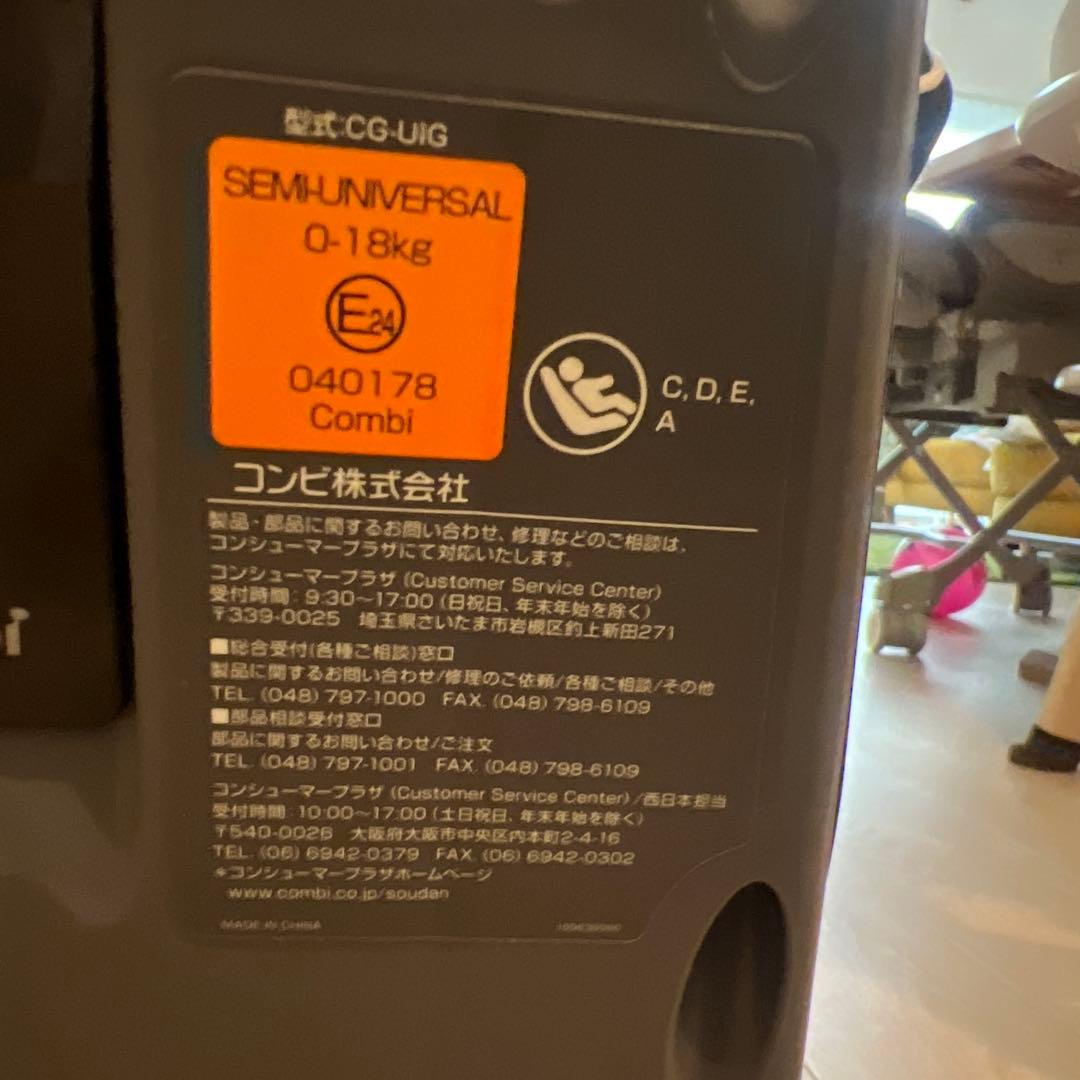 型式:CG-UIG
SEMI-UNIVERSAL
0-18kg
E24
040178
Combi
C, D, E,
A
コンビ株式会社
製品・部品に関するお問い合わせ、修理などのご相談は、
コンシューマープラザにて対応いたします。
コンシューマープラザ (Customer Service Center)
受付時間：9:30～17:00 (日祝日、年末年始を除く)
〒339-0025 埼玉県さいたま市岩槻区釣上新田271
■総合受付(各種ご相談)窓口
製品に関するお問い合わせ/修理のご依頼/各種ご相談/その他
TEL. (048) 797-1000 FAX. (048) 798-6109
■部品相談受付窓口
部品に関するお問い合わせ/ご注文
TEL. (048) 797-1001 FAX. (048) 798-6109
コンシューマープラザ (Customer Service Center) /西日本担当
受付時間：10:00～17:00 (土日祝日、年末年始を除く)
〒540-0026 大阪府大阪市中央区内本町2-4-16
TEL. (06) 6942-0379 FAX. (06) 6942-0302
*コンシューマープラザホームページ
www.combi.co.jp/soudan
MADE IN CHINA